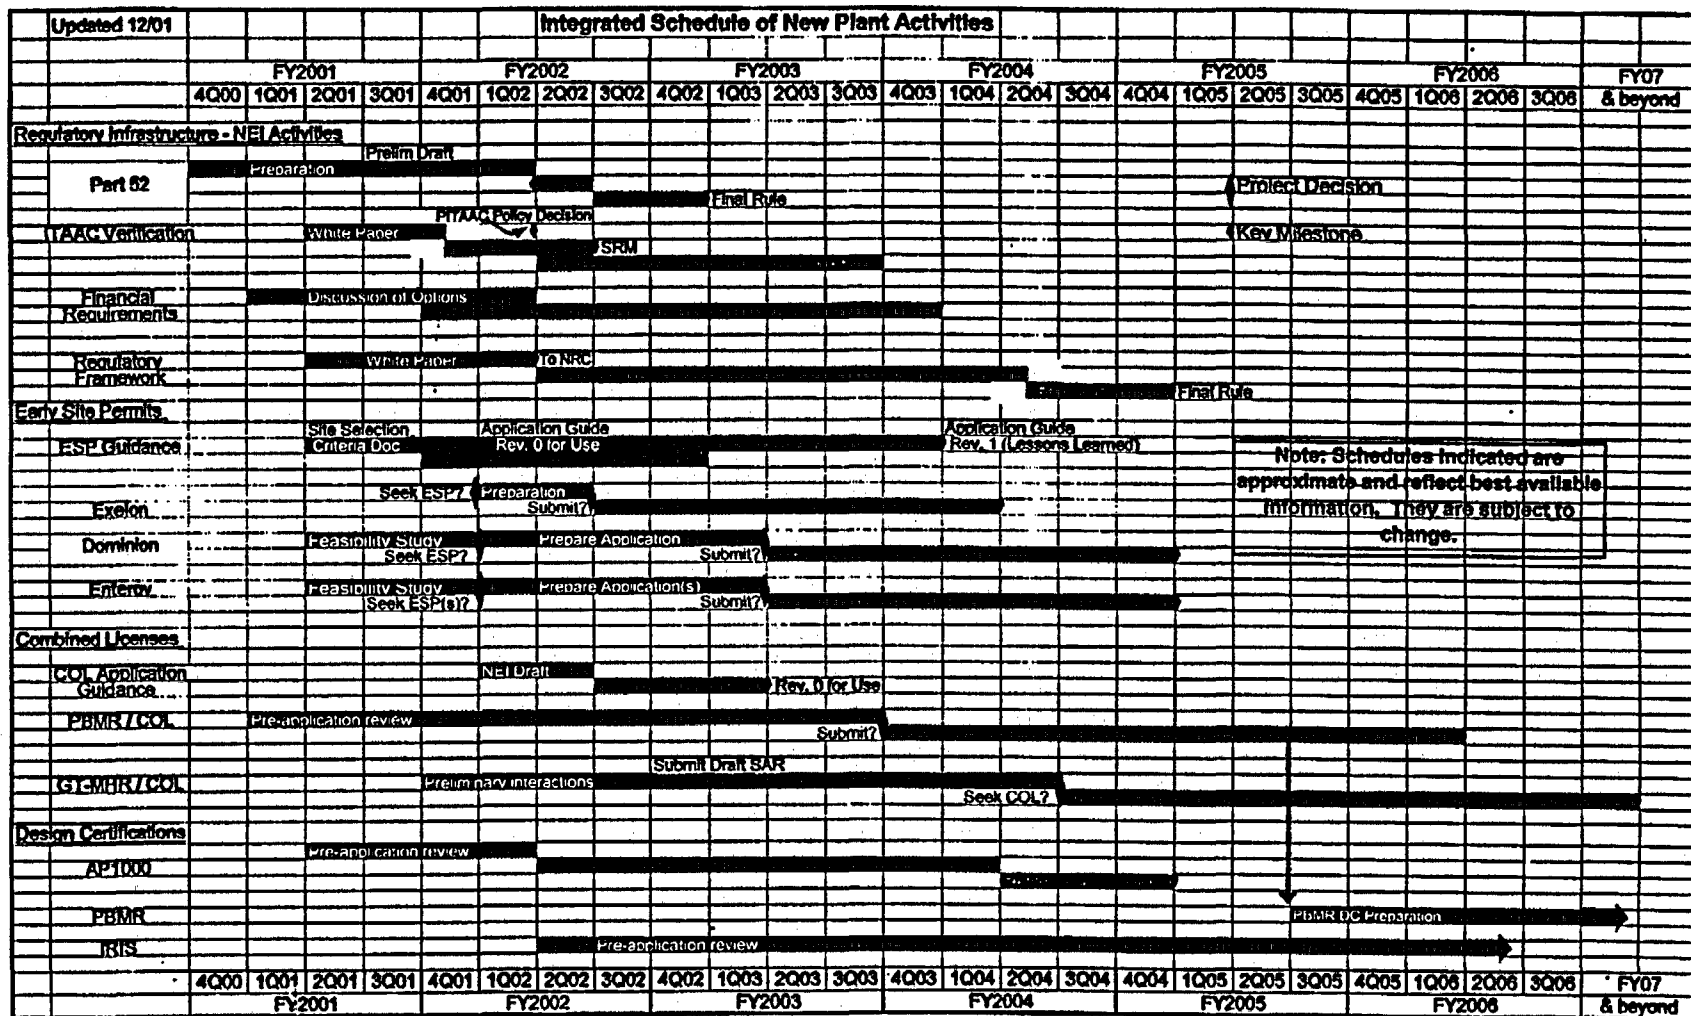 Updated 12/01
Integrated Schedule of New Plant Activities
FY2001 FY2002 FY2003 FY2004 FY2005 FY2006 FY07
4Q00 1Q01 2Q01 3Q01 4Q01 1Q02 2Q02 3Q02 4Q02 1Q03 2Q03 3Q03 4Q03 1Q04 2Q04 3Q04 4Q04 1Q05 2Q05 3Q05 4Q05 1Q06 2Q06 3Q06 & beyond
Regulatory Infrastructure - NEI Activities
Prelim Draft
Preparation
Part 52
Project Decision
Final Rule
PITAAC Policy Decision
ITAAC Verification
White Paper
Key Milestone
SRM
Financial
Discussion of Options
Requirements
Regulatory
White Paper
To NRC
Framework
Final Rule
Early Site Permits
Site Selection
Application Guide
Application Guide
ESP Guidance
Criteria Doc
Rev. 0 for Use
Rev. 1 (Lessons Learned)
Note: Schedules indicated are
approximate and reflect best available
information. They are subject to
change.
Seek ESP?
Preparation
Exelon
Submit?
Dominion
Feasibility Study
Prepare Application
Seek ESP?
Submit?
Entergy
Feasibility Study
Prepare Application(s)
Seek ESP(s)?
Submit?
Combined Licenses
COL Application
NEI Draft
Guidance
Rev. 0 for Use
PBMR / COL
Pre-application review
Submit?
Submit Draft SAR
GT-MHR / COL
Preliminary interactions
Seek COL?
Design Certifications
Pre-application review
AP1000
PBMR
PBMR DC Preparation
IRIS
Pre-application review
4Q00 1Q01 2Q01 3Q01 4Q01 1Q02 2Q02 3Q02 4Q02 1Q03 2Q03 3Q03 4Q03 1Q04 2Q04 3Q04 4Q04 1Q05 2Q05 3Q05 4Q05 1Q06 2Q06 3Q06 FY07
FY2001 FY2002 FY2003 FY2004 FY2005 FY2006 & beyond